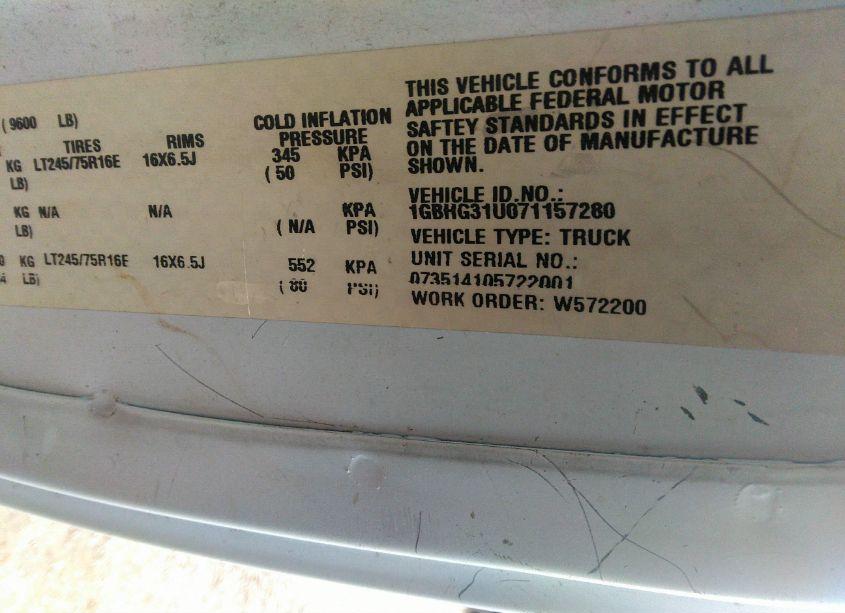 ( 9600 LB)
TIRES RIMS COLD INFLATION PRESSURE
KG LT245/75R16E 16X6.5J 345 KPA
LB) ( 50 PSI)
KG N/A N/A KPA
LB) ( N/A PSI)
KG LT245/75R16E 16X6.5J 552 KPA
LB) ( 80 PSI)
THIS VEHICLE CONFORMS TO ALL
APPLICABLE FEDERAL MOTOR
SAFTEY STANDARDS IN EFFECT
ON THE DATE OF MANUFACTURE
SHOWN.
VEHICLE ID.NO.:
1GBHG31U071157280
VEHICLE TYPE: TRUCK
UNIT SERIAL NO.:
073514105722001
WORK ORDER: W572200